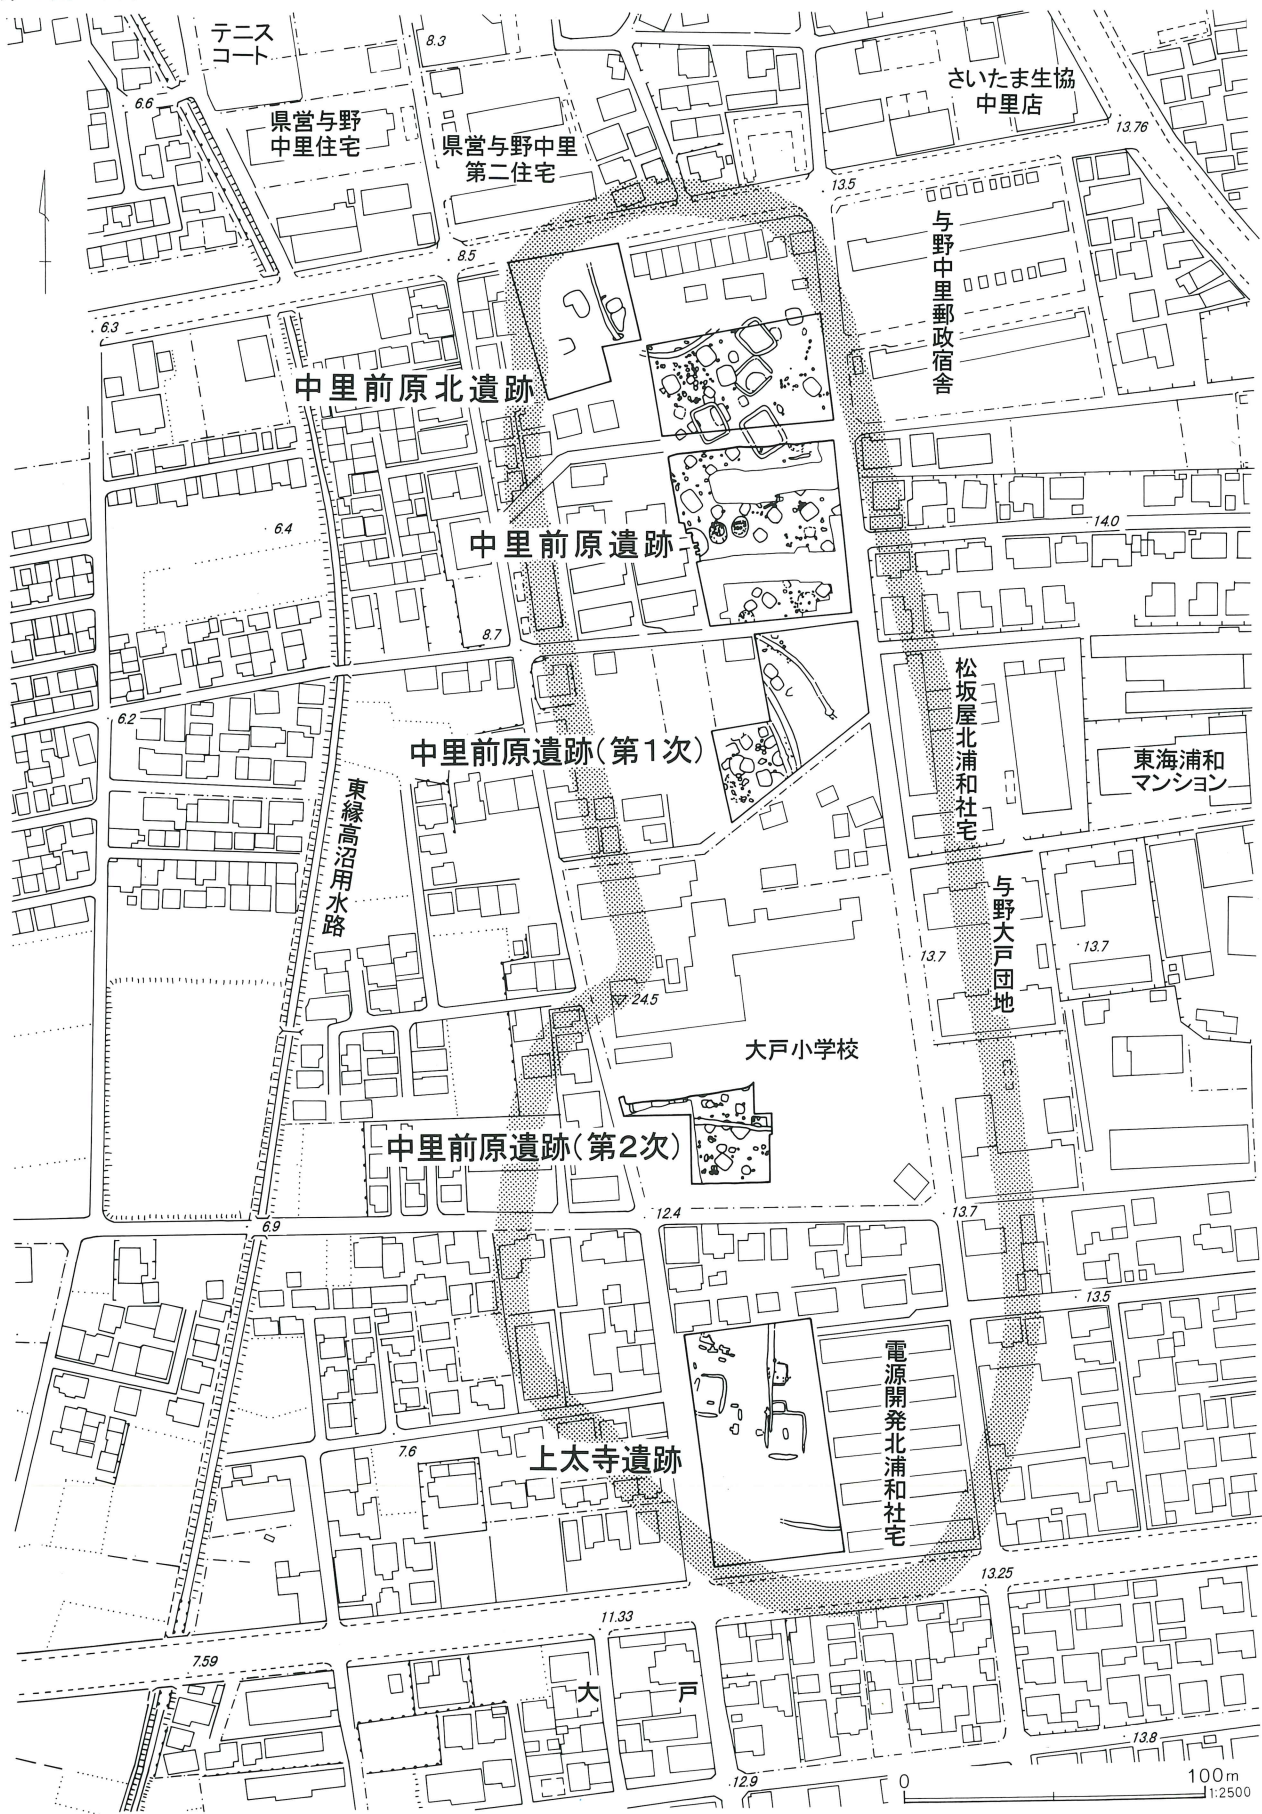 テニス
コート
8.3
さいたま生協
中里店
6.6
県営与野
中里住宅
県営与野中里
第二住宅
13.76
13.5
与野中里郵政宿舎
8.5
6.3
中里前原北遺跡
6.4
14.0
中里前原遺跡
8.7
松坂屋北浦和社宅
6.2
中里前原遺跡(第1次)
東海浦和
マンション
東縁高沼用水路
与野大戸団地
13.7
13.7
24.5
大戸小学校
中里前原遺跡(第2次)
12.4
13.7
6.9
13.5
電源開発北浦和社宅
7.6
上太寺遺跡
13.25
11.33
7.59
大戸
13.8
12.9
0 100m
1:2500